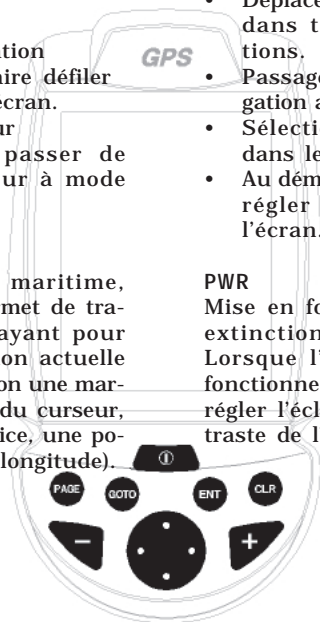 ation
aire défiler
écran.
ur
passer de
ur à mode
maritime,
met de tra-
ayant pour
on actuelle
on une mar-
du curseur,
ice, une po-
longitude).
• Déplace
dans t
tions.
• Passage
gation a
• Sélecti
dans le
• Au dém
régler
l'écran.
PWR
Mise en fo
extinction
Lorsque l'
fonctionne
régler l'écl
traste de l
GPS
PAGE
GOTO
ENT
CLR
−
+